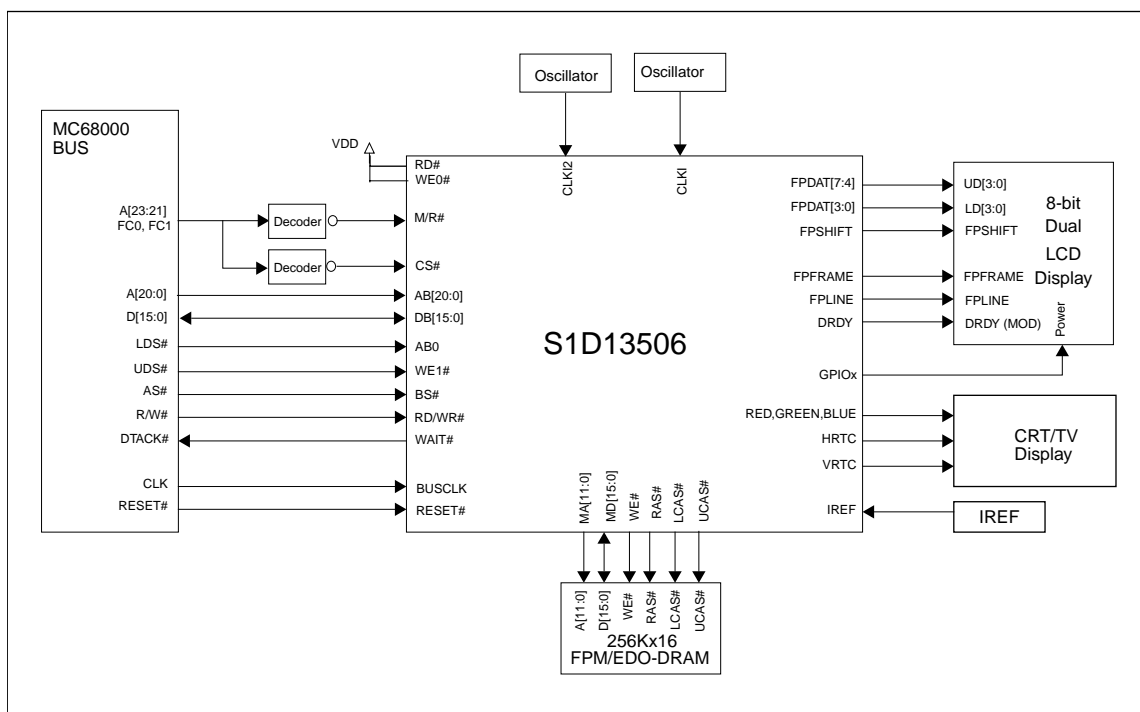 Oscillator
Oscillator
MC68000
BUS
VDD
RD#
WE0#
CLKI2
CLKI
A[23:21]
FC0, FC1
Decoder
M/R#
Decoder
CS#
A[20:0]
AB[20:0]
D[15:0]
DB[15:0]
LDS#
AB0
UDS#
WE1#
AS#
BS#
R/W#
RD/WR#
DTACK#
WAIT#
CLK
BUSCLK
RESET#
RESET#
S1D13506
FPDAT[7:4]
UD[3:0]
FPDAT[3:0]
LD[3:0]
FPSHIFT
FPSHIFT
FPFRAME
FPFRAME
FPLINE
FPLINE
DRDY
DRDY (MOD)
8-bit
Dual
LCD
Display
Power
GPIOx
RED,GREEN,BLUE
HRTC
VRTC
CRT/TV
Display
IREF
IREF
MA[11:0]
MD[15:0]
WE#
RAS#
LCAS#
UCAS#
A[11:0]
D[15:0]
WE#
RAS#
LCAS#
UCAS#
256Kx16
FPM/EDO-DRAM